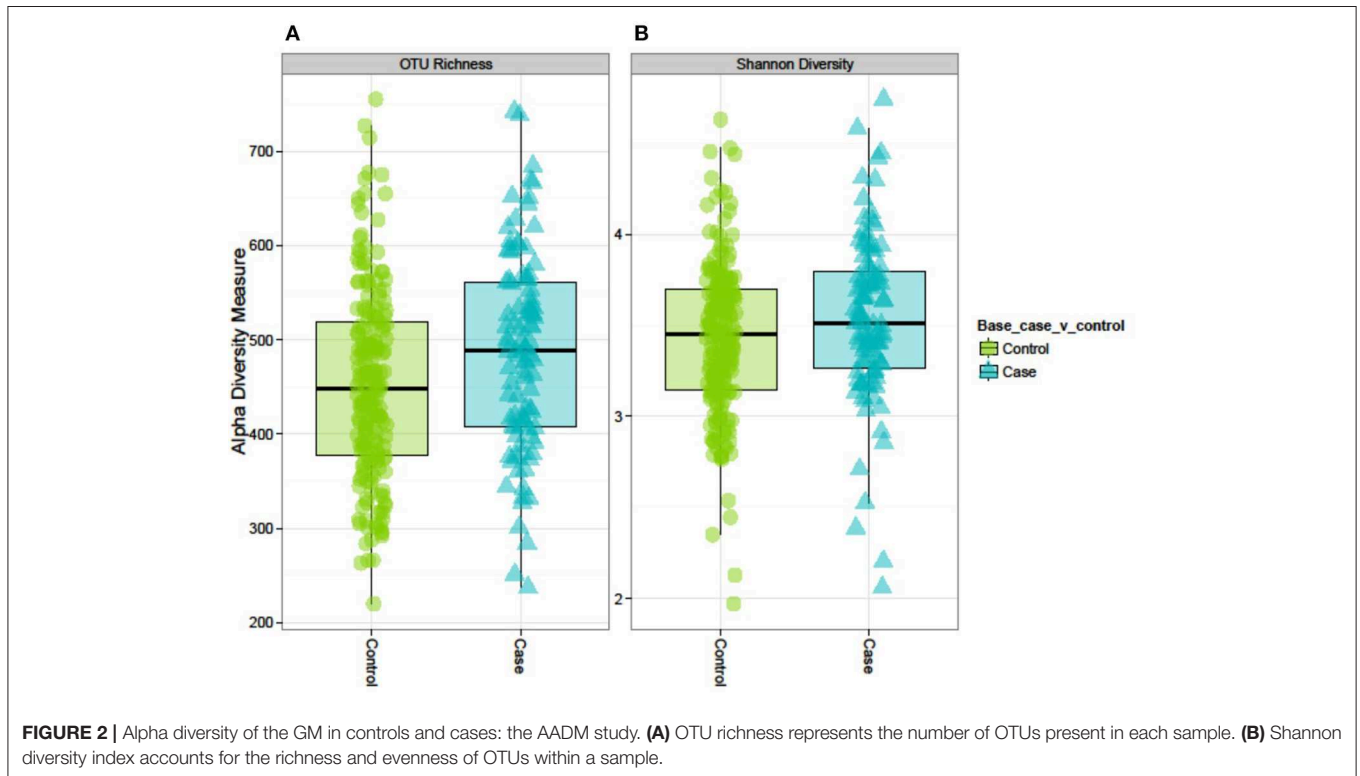 A
B
OTU Richness
Shannon Diversity
Alpha Diversity Measure
700
600
500
400
300
200
4
3
2
Control
Case
Control
Case
Base_case_v_control
Control
Case
FIGURE 2 | Alpha diversity of the GM in controls and cases: the AADM study. (A) OTU richness represents the number of OTUs present in each sample. (B) Shannon
diversity index accounts for the richness and evenness of OTUs within a sample.